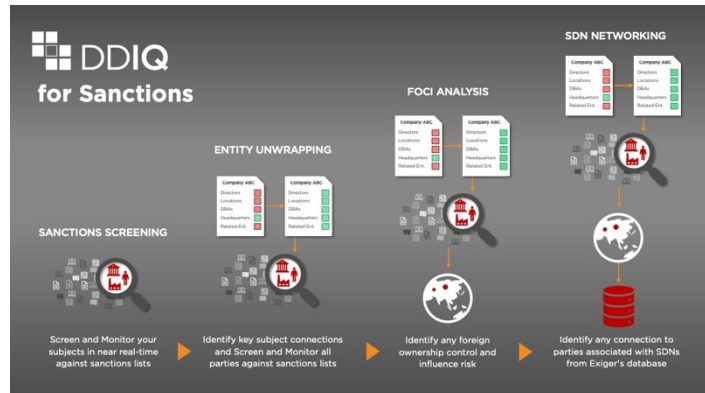 DDIQ
for Sanctions
SANCTIONS SCREENING
Screen and Monitor your
subjects in near real-time
against sanctions lists
ENTITY UNWRAPPING
Company ABC
Directors
Locations
DBAs
Headquarters
Related Ent.
Company ABC
Directors
Locations
DBAs
Headquarters
Related Ent.
Identify key subject connections
and Screen and Monitor all
parties against sanctions lists
FOCI ANALYSIS
Company ABC
Directors
Locations
DBAs
Headquarters
Related Ent.
Company ABC
Directors
Locations
DBAs
Headquarters
Related Ent.
Identify any foreign
ownership control and
influence risk
SDN NETWORKING
Company ABC
Directors
Locations
DBAs
Headquarters
Related Ent.
Company ABC
Directors
Locations
DBAs
Headquarters
Related Ent.
Identify any connection to
parties associated with SDNs
from Exiger's database